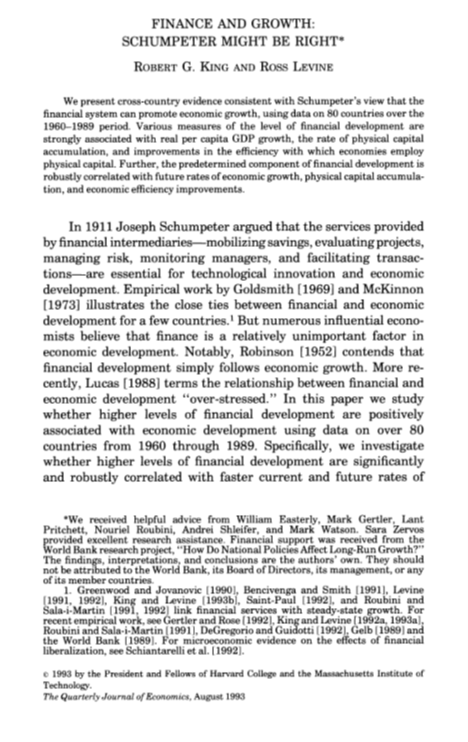 FINANCE AND GROWTH:
SCHUMPETER MIGHT BE RIGHT*
ROBERT G. KING AND ROSS LEVINE
We present cross-country evidence consistent with Schumpeter's view that the
financial system can promote economic growth, using data on 80 countries over the
1960–1989 period. Various measures of the level of financial development are
strongly associated with real per capita GDP growth, the rate of physical capital
accumulation, and improvements in the efficiency with which economies employ
physical capital. Further, the predetermined component of financial development is
robustly correlated with future rates of economic growth, physical capital accumula-
tion, and economic efficiency improvements.
In 1911 Joseph Schumpeter argued that the services provided
by financial intermediaries—mobilizing savings, evaluating projects,
managing risk, monitoring managers, and facilitating transac-
tions—are essential for technological innovation and economic
development. Empirical work by Goldsmith [1969] and McKinnon
[1973] illustrates the close ties between financial and economic
development for a few countries.¹ But numerous influential econo-
mists believe that finance is a relatively unimportant factor in
economic development. Notably, Robinson [1952] contends that
financial development simply follows economic growth. More re-
cently, Lucas [1988] terms the relationship between financial and
economic development "over-stressed." In this paper we study
whether higher levels of financial development are positively
associated with economic development using data on over 80
countries from 1960 through 1989. Specifically, we investigate
whether higher levels of financial development are significantly
and robustly correlated with faster current and future rates of
*We received helpful advice from William Easterly, Mark Gertler, Lant
Pritchett, Nouriel Roubini, Andrei Shleifer, and Mark Watson. Sara Zervos
provided excellent research assistance. Financial support was received from the
World Bank research project, "How Do National Policies Affect Long-Run Growth?"
The findings, interpretations, and conclusions are the authors' own. They should
not be attributed to the World Bank, its Board of Directors, its management, or any
of its member countries.
1. Greenwood and Jovanovic [1990], Bencivenga and Smith [1991], Levine
[1991, 1992], King and Levine [1993b], Saint-Paul [1992], and Roubini and
Sala-i-Martin [1991, 1992] link financial services with steady-state growth. For
recent empirical work, see Gertler and Rose [1992], King and Levine [1992a, 1993a],
Roubini and Sala-i-Martin [1991], DeGregorio and Guidotti [1992], Gelb [1989] and
the World Bank [1989]. For microeconomic evidence on the effects of financial
liberalization, see Schiantarelli et al. [1992].
© 1993 by the President and Fellows of Harvard College and the Massachusetts Institute of
Technology.
The Quarterly Journal of Economics, August 1993